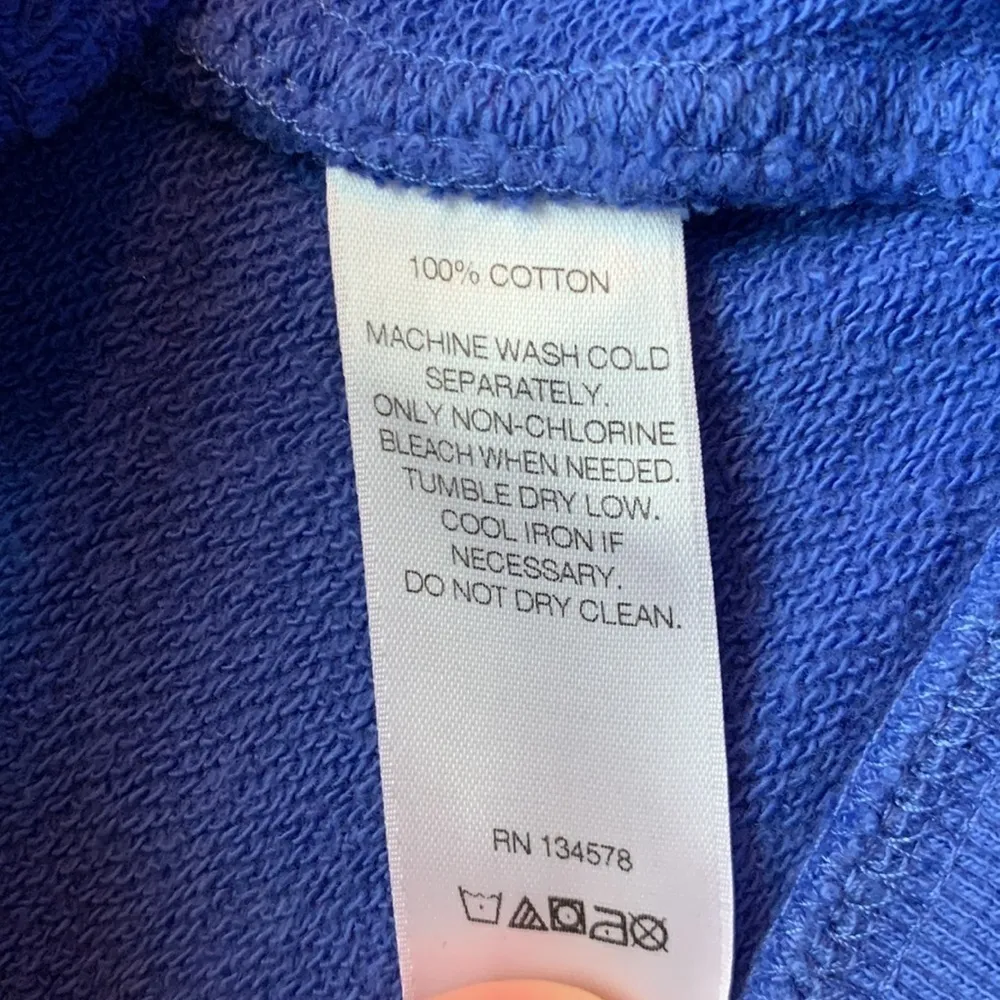 100% COTTON
MACHINE WASH COLD
SEPARATELY.
ONLY NON-CHLORINE
BLEACH WHEN NEEDED.
TUMBLE DRY LOW.
COOL IRON IF
NECESSARY.
DO NOT DRY CLEAN.
RN 134578